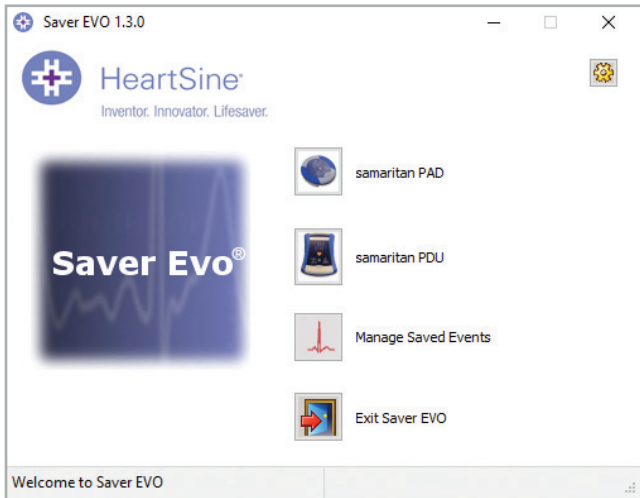 Saver EVO 1.3.0
HeartSine®
Inventor. Innovator. Lifesaver.
samaritan PAD
Saver Evo®
samaritan PDU
Manage Saved Events
Exit Saver EVO
Welcome to Saver EVO